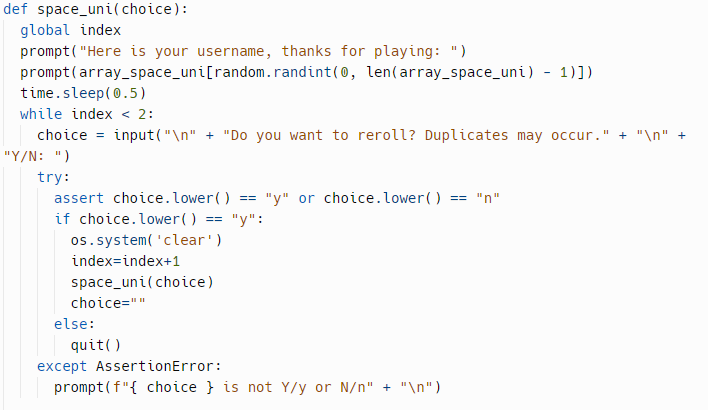 def space_uni(choice):
  global index
  prompt("Here is your username, thanks for playing: ")
  prompt(array_space_uni[random.randint(0, len(array_space_uni) - 1)])
  time.sleep(0.5)
  while index < 2:
    choice = input("\n" + "Do you want to reroll? Duplicates may occur." + "\n" +
"Y/N: ")
    try:
      assert choice.lower() == "y" or choice.lower() == "n"
      if choice.lower() == "y":
        os.system('clear')
        index=index+1
        space_uni(choice)
        choice=""
      else:
        quit()
    except AssertionError:
      prompt(f"{ choice } is not Y/y or N/n" + "\n")